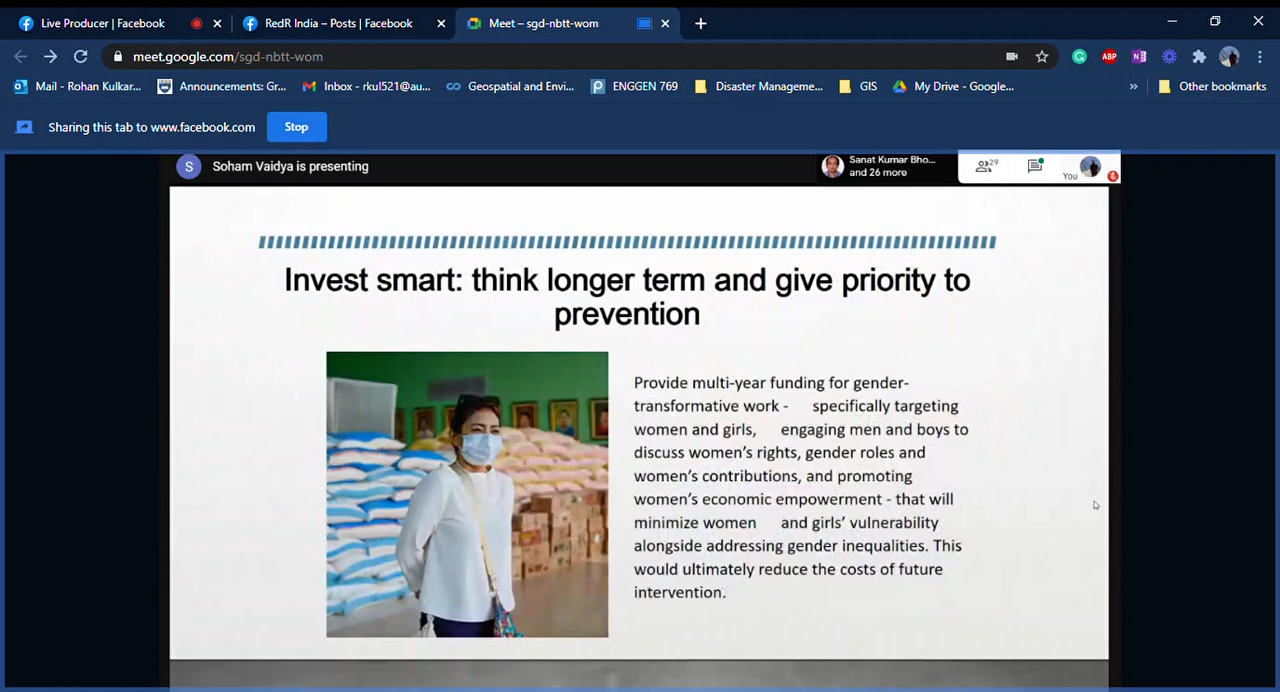 Live Producer | Facebook
RedR India – Posts | Facebook
Meet – sgd-nbtt-wom
meet.google.com/sgd-nbtt-wom
ABP
N
Mail - Rohan Kulkar...
Announcements: Gr...
Inbox - rkul521@au...
Geospatial and Envi...
ENGGEN 769
Disaster Manageme...
GIS
My Drive - Google...
»
Other bookmarks
Sharing this tab to www.facebook.com
Stop
S
Soham Vaidya is presenting
Sanat Kumar Bho...
and 26 more
29
You
Invest smart: think longer term and give priority to
prevention
Provide multi-year funding for gender-
transformative work - specifically targeting
women and girls, engaging men and boys to
discuss women’s rights, gender roles and
women’s contributions, and promoting
women’s economic empowerment - that will
minimize women and girls’ vulnerability
alongside addressing gender inequalities. This
would ultimately reduce the costs of future
intervention.